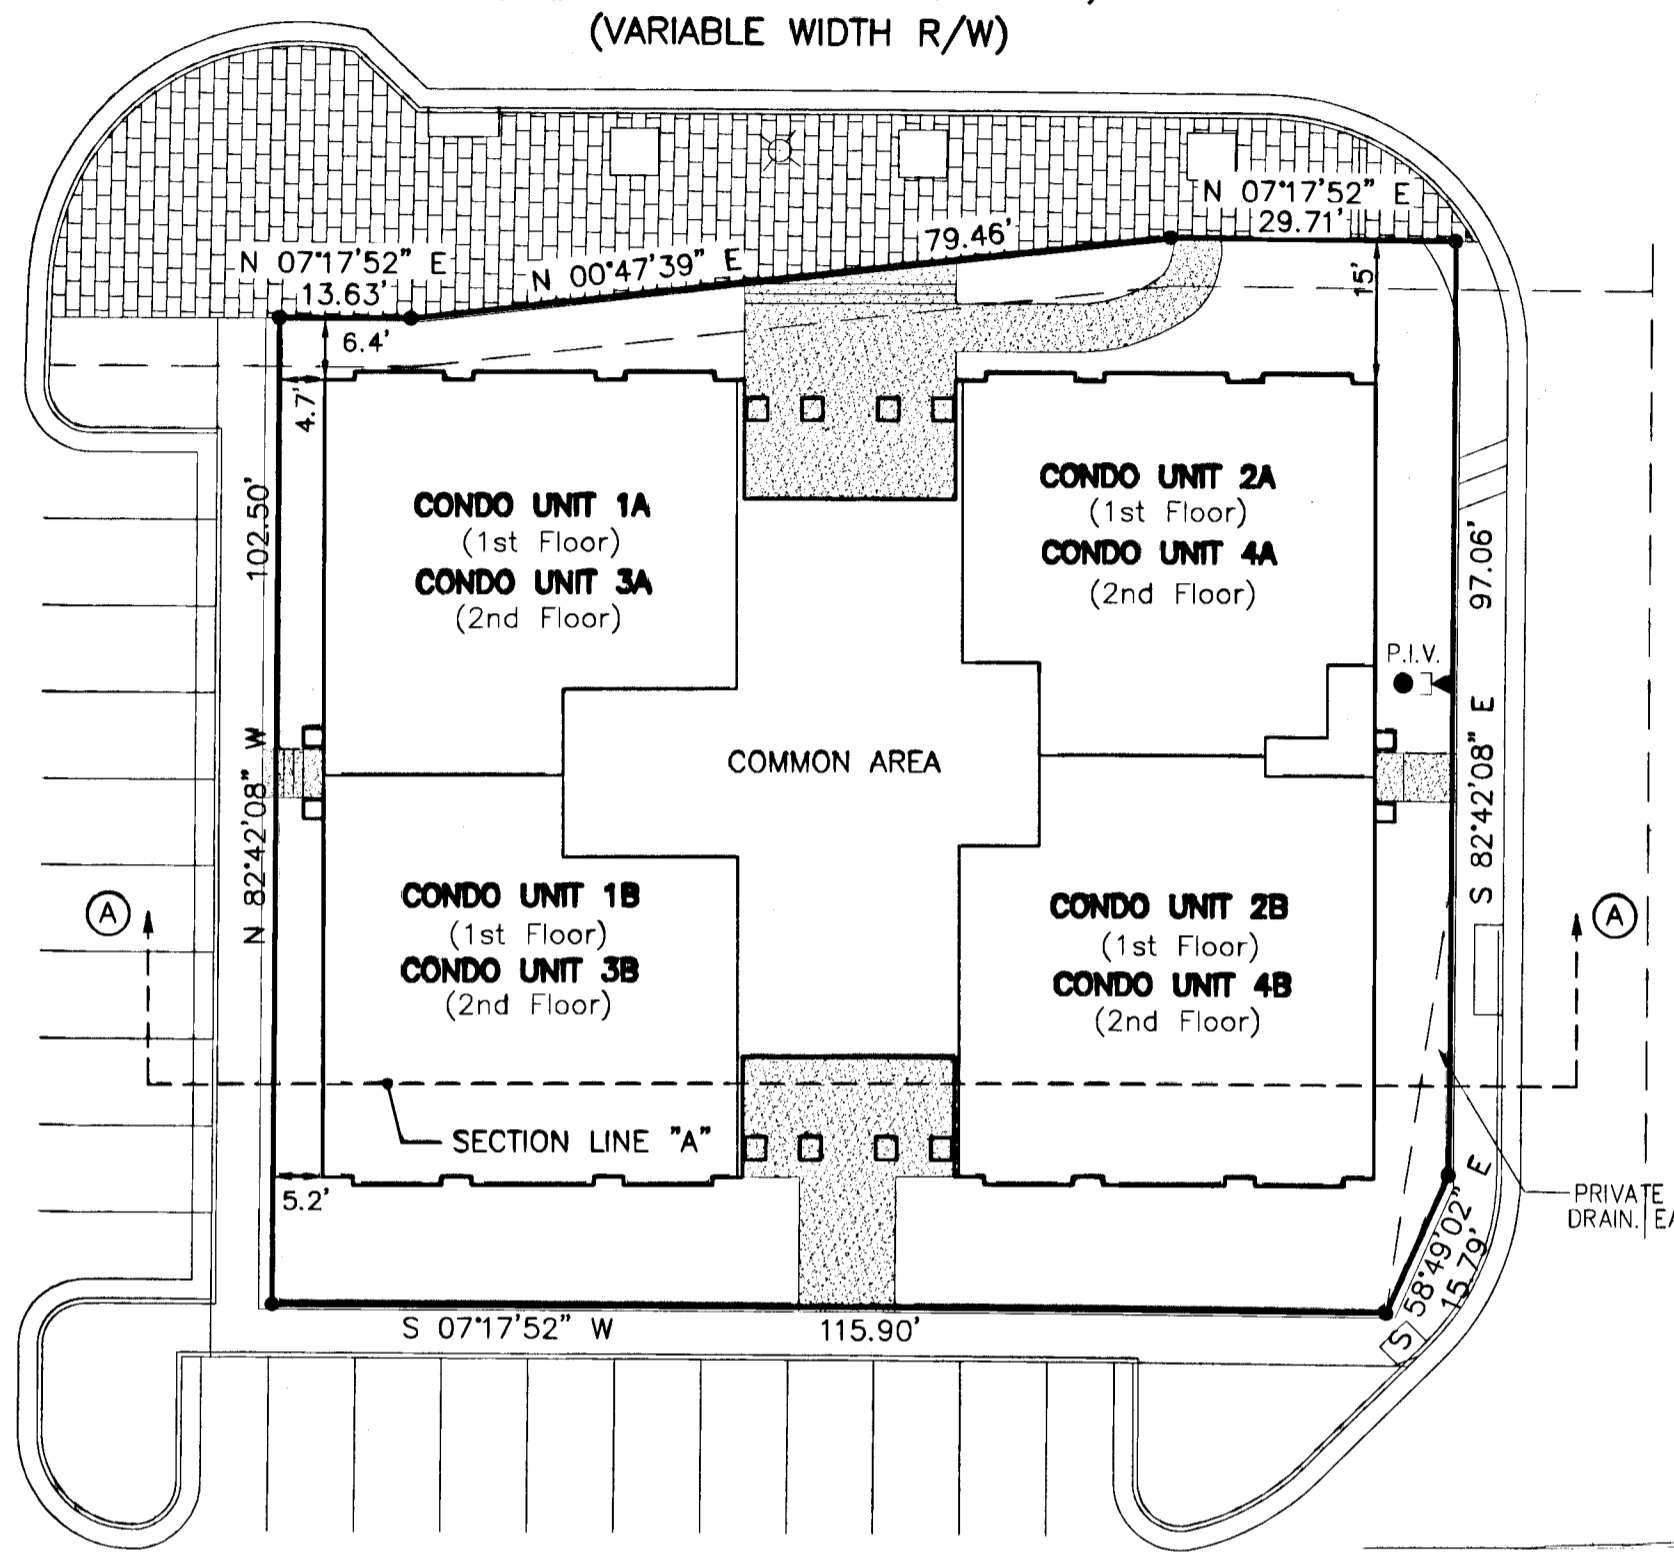 (VARIABLE WIDTH R/W)
N 07°17'52" E
29.71'
79.46'
N 00°47'39" E
N 07°17'52" E
13.63'
6.4'
15'
4.7'
102.50'
N 82°42'08" W
CONDO UNIT 1A
(1st Floor)
CONDO UNIT 3A
(2nd Floor)
CONDO UNIT 2A
(1st Floor)
CONDO UNIT 4A
(2nd Floor)
97.06'
S 82°42'08" E
P.I.V.
COMMON AREA
CONDO UNIT 1B
(1st Floor)
CONDO UNIT 3B
(2nd Floor)
CONDO UNIT 2B
(1st Floor)
CONDO UNIT 4B
(2nd Floor)
A
A
SECTION LINE "A"
5.2'
PRIVATE
DRAIN.
S 58°49'02" E
15.79'
S 07°17'52" W
115.90'